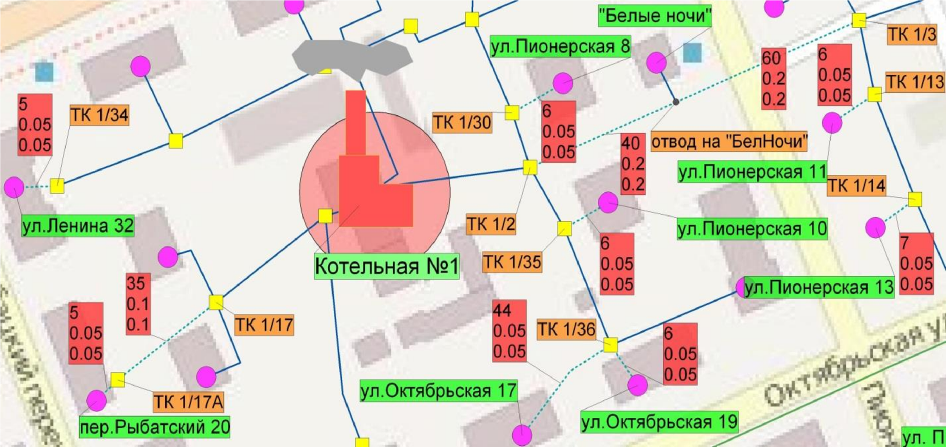 "Белые ночи"
ул.Пионерская 8
ТК 1/3
60
0.2
0.2
6
0.05
0.05
ТК 1/13
5
0.05
0.05
ТК 1/34
ТК 1/30
6
0.05
0.05
40
0.2
0.2
отвод на "БелНочи"
ул.Пионерская 11
ТК 1/14
ул.Ленина 32
ТК 1/2
ул.Пионерская 10
ТК 1/35
6
0.05
0.05
7
0.05
0.05
Котельная №1
ул.Пионерская 13
35
0.1
0.1
5
0.05
0.05
ТК 1/17
44
0.05
0.05
ТК 1/36
6
0.05
0.05
ул.Октябрьская 17
ТК 1/17А
пер.Рыбатский 20
ул.Октябрьская 19
Октябрьская у
Пио
ул. П